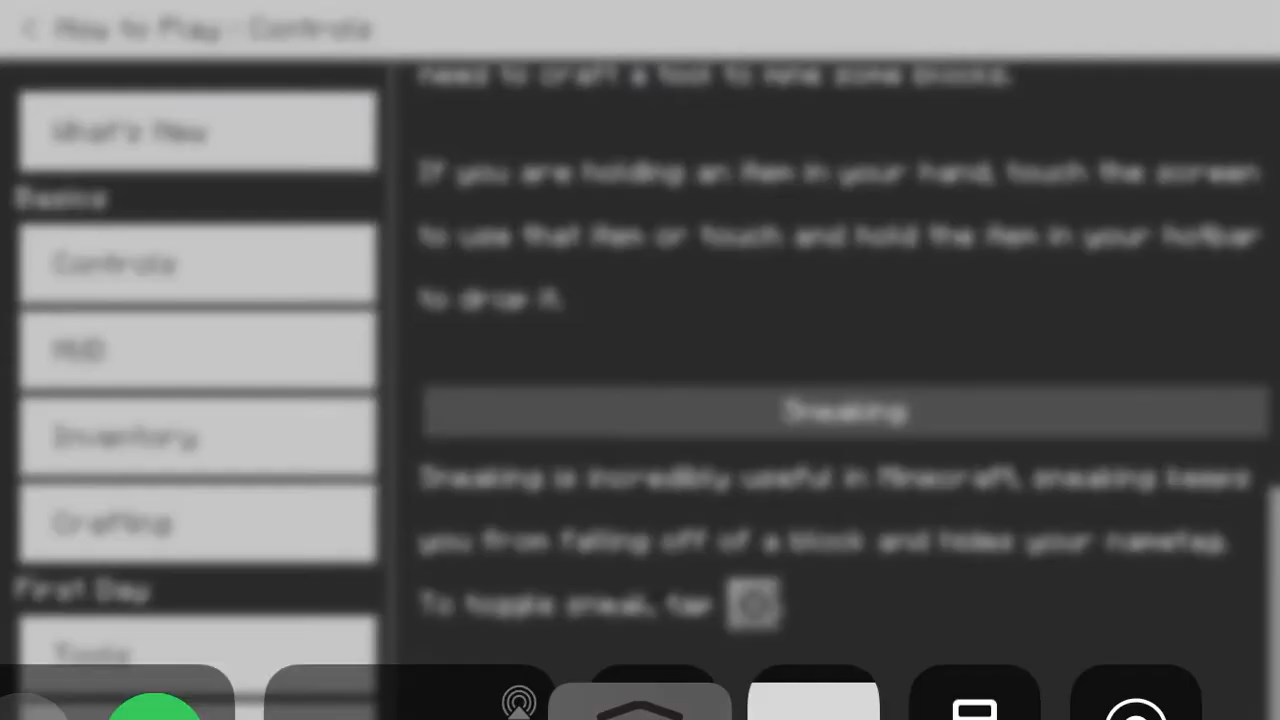 How to Play : Controls
What's New
Basics
Controls
HUD
Inventory
Crafting
First Day
Tools
need to craft a tool to mine some blocks.
If you are holding an item in your hand, touch the screen
to use that item or touch and hold the item in your hotbar
to drop it.
Sneaking
Sneaking is incredibly useful in Minecraft, sneaking keeps
you from falling off of a block and hides your nametag.
To toggle sneak, tap